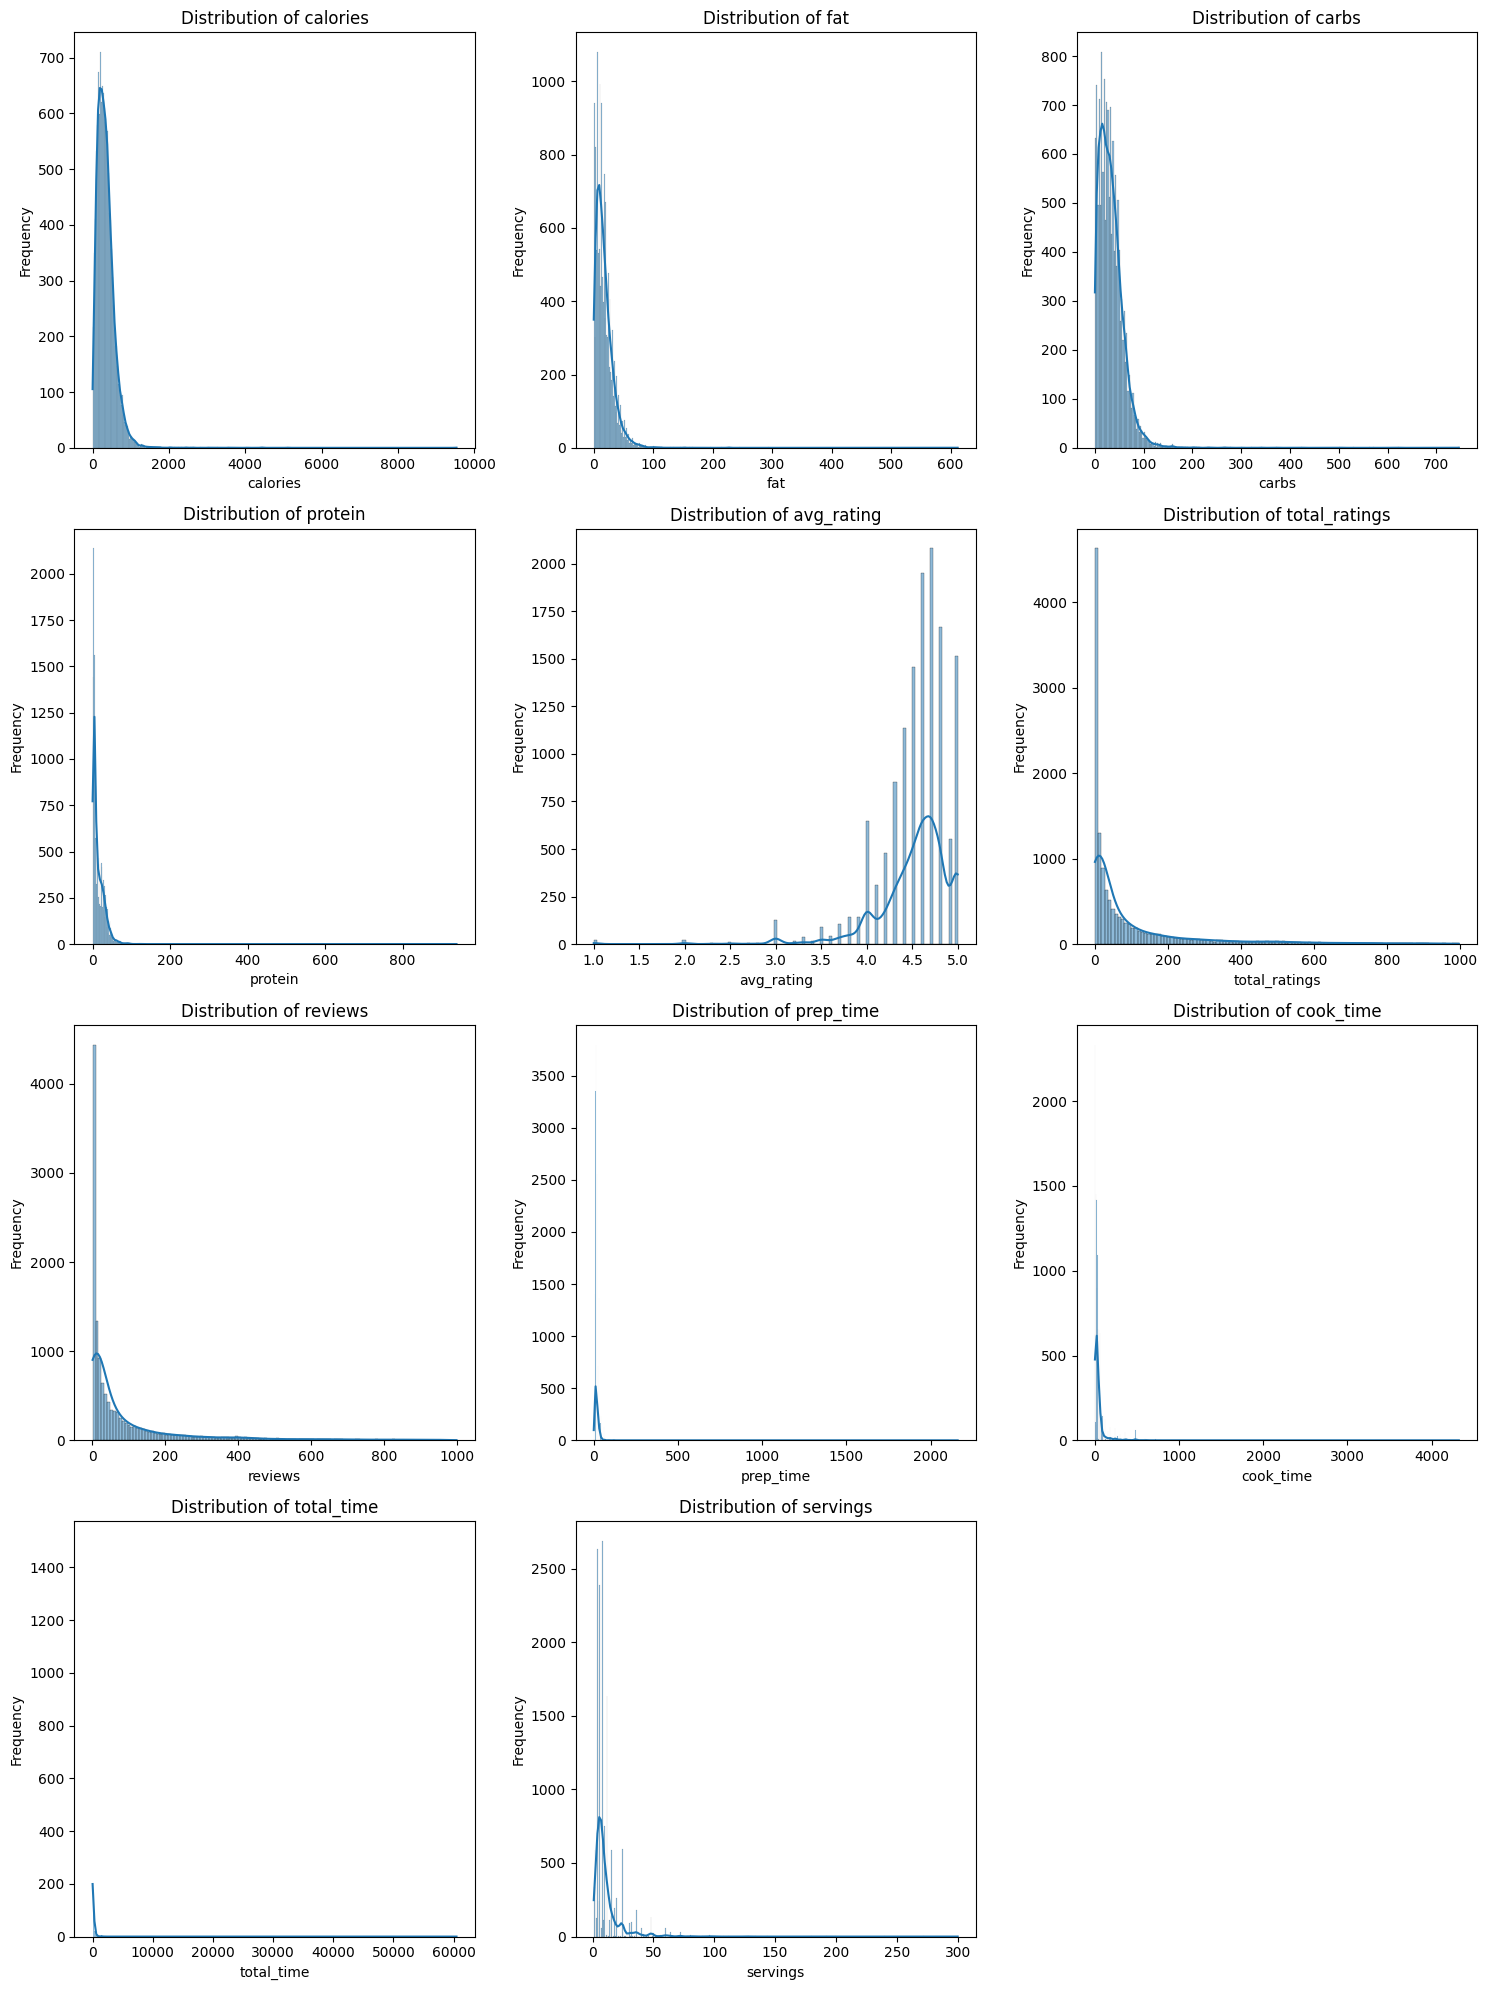 Distribution of calories
700
600
500
400
300
200
100
0
Frequency
0 2000 4000 6000 8000 10000
calories
Distribution of fat
1000
800
600
400
200
0
Frequency
0 100 200 300 400 500 600
fat
Distribution of carbs
800
700
600
500
400
300
200
100
0
Frequency
0 100 200 300 400 500 600 700
carbs
Distribution of protein
2000
1750
1500
1250
1000
750
500
250
0
Frequency
0 200 400 600 800
protein
Distribution of avg_rating
2000
1750
1500
1250
1000
750
500
250
0
Frequency
1.0 1.5 2.0 2.5 3.0 3.5 4.0 4.5 5.0
avg_rating
Distribution of total_ratings
4000
3000
2000
1000
0
Frequency
0 200 400 600 800 1000
total_ratings
Distribution of reviews
4000
3000
2000
1000
0
Frequency
0 200 400 600 800 1000
reviews
Distribution of prep_time
3500
3000
2500
2000
1500
1000
500
0
Frequency
0 500 1000 1500 2000
prep_time
Distribution of cook_time
2000
1500
1000
500
0
Frequency
0 1000 2000 3000 4000
cook_time
Distribution of total_time
1400
1200
1000
800
600
400
200
0
Frequency
0 10000 20000 30000 40000 50000 60000
total_time
Distribution of servings
2500
2000
1500
1000
500
0
Frequency
0 50 100 150 200 250 300
servings